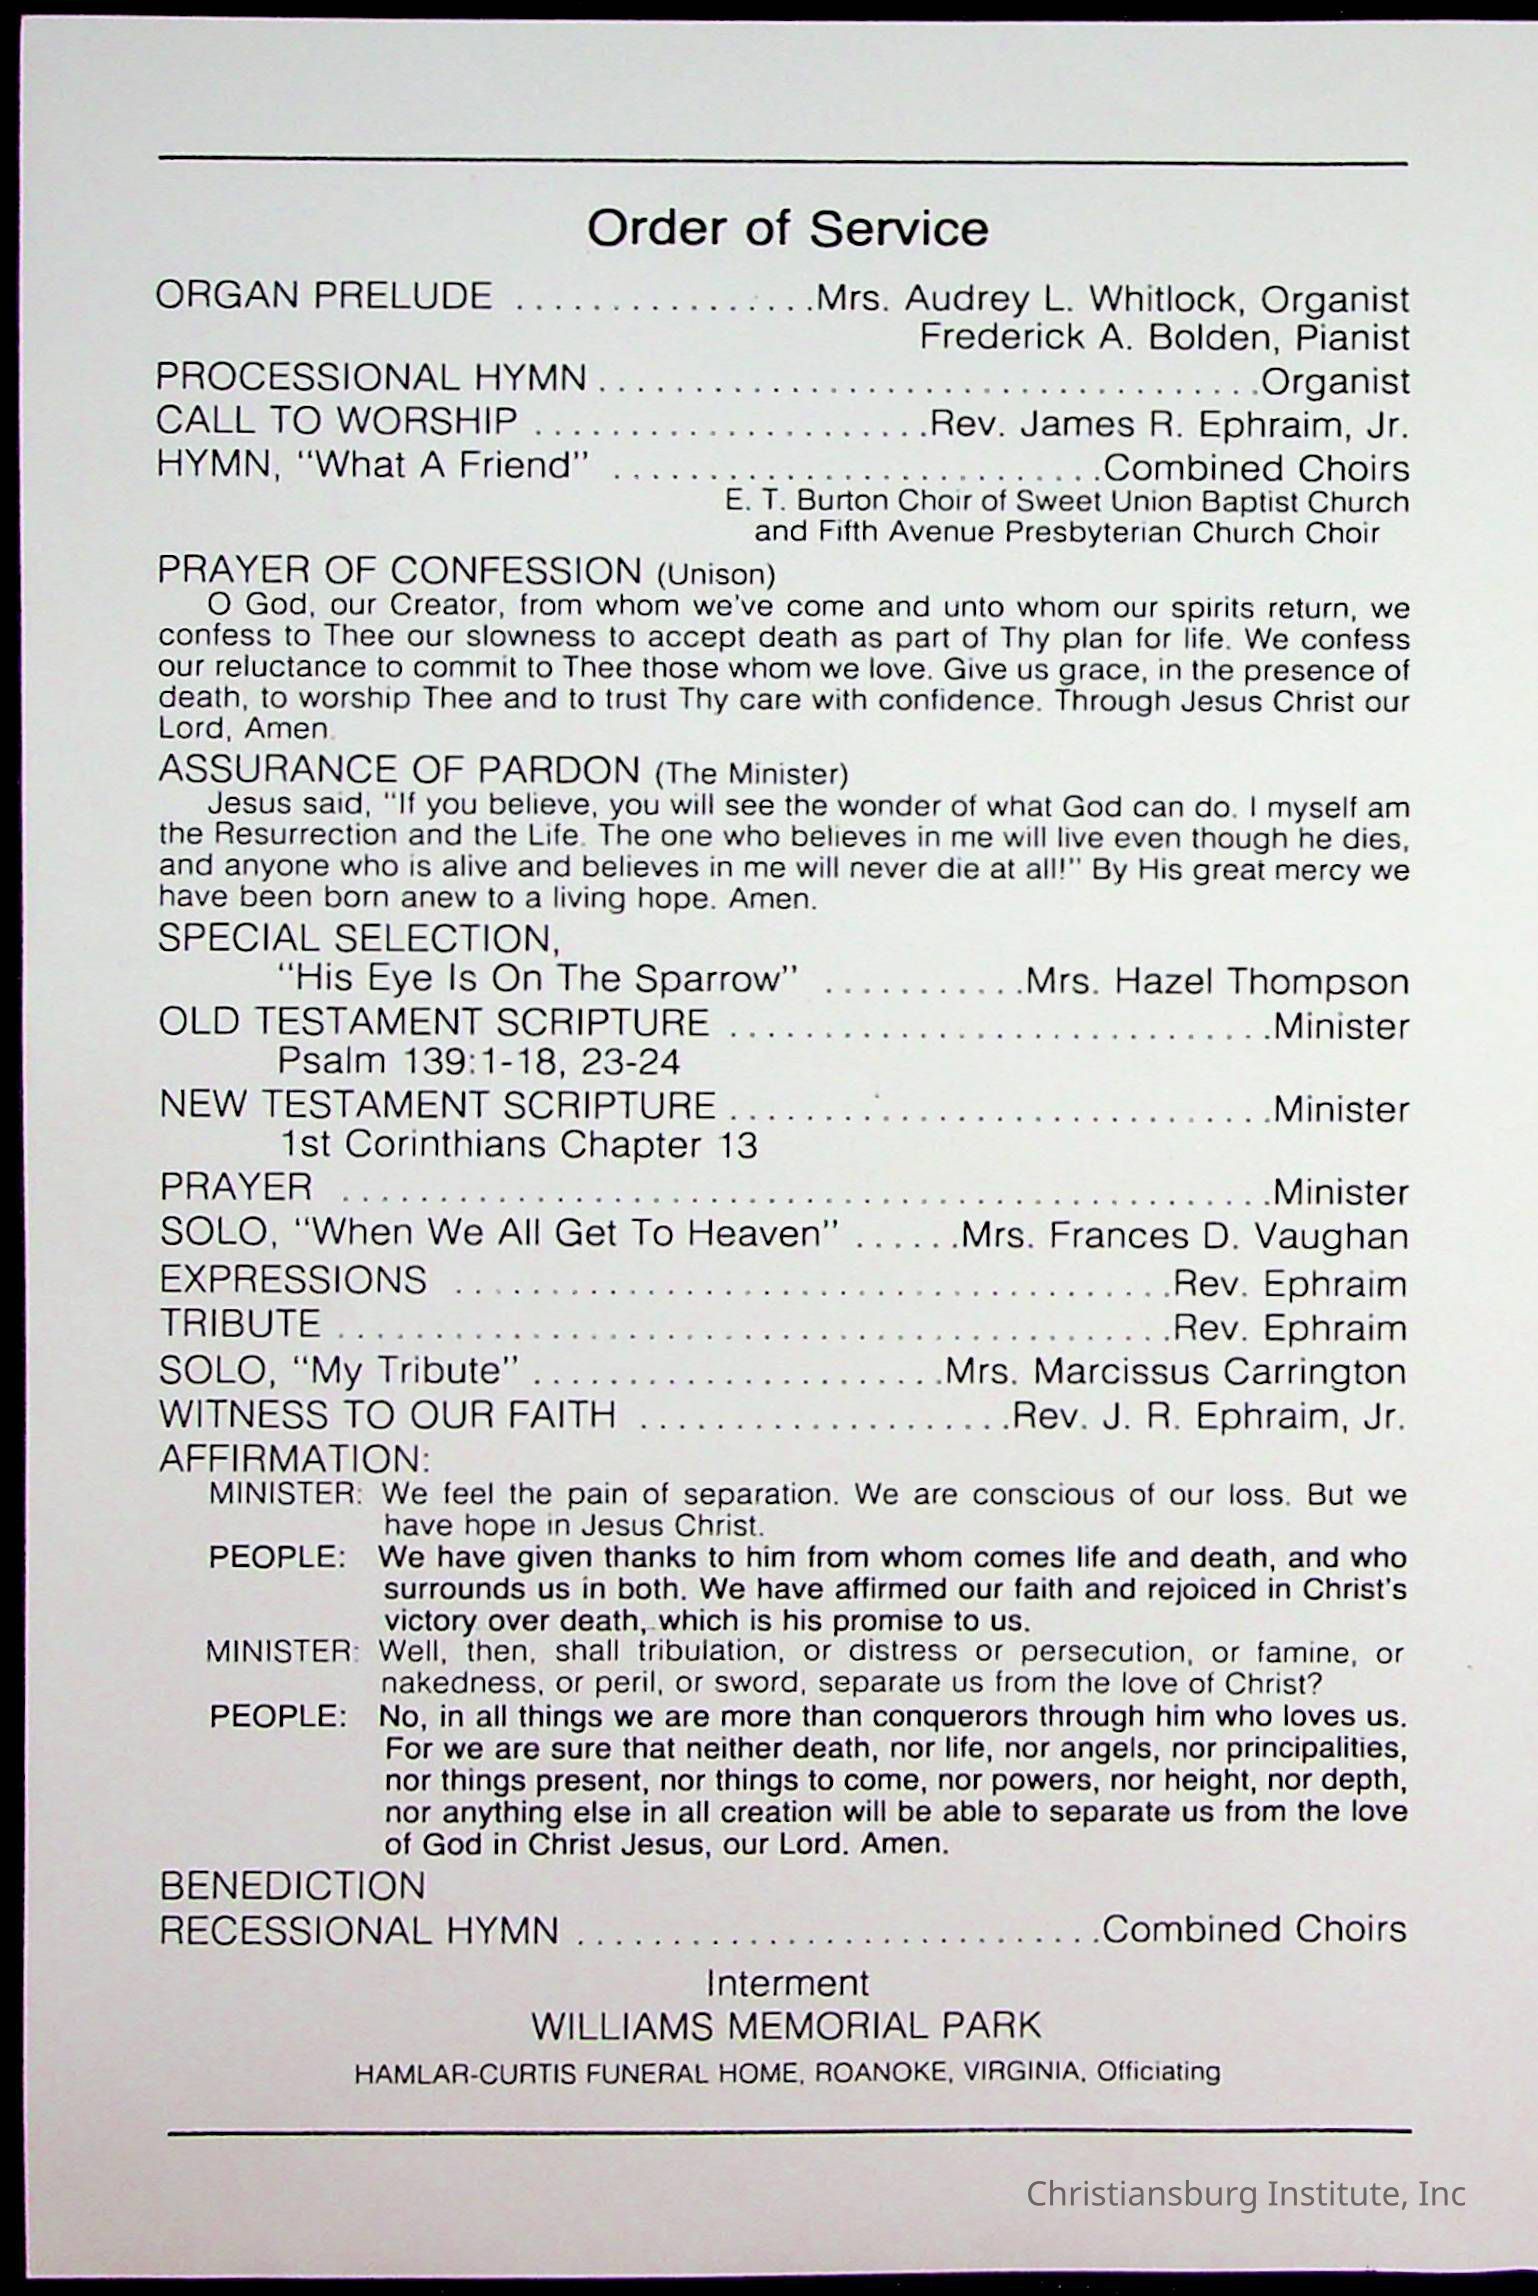 Order of Service
ORGAN PRELUDE ................Mrs. Audrey L. Whitlock, Organist
Frederick A. Bolden, Pianist
PROCESSIONAL HYMN..................................Organist
CALL TO WORSHIP .....................Rev. James R. Ephraim, Jr.
HYMN, "What A Friend" ..........................Combined Choirs
E. T. Burton Choir of Sweet Union Baptist Church
and Fifth Avenue Presbyterian Church Choir
PRAYER OF CONFESSION (Unison)
O God, our Creator, from whom we've come and unto whom our spirits return, we
confess to Thee our slowness to accept death as part of Thy plan for life. We confess
our reluctance to commit to Thee those whom we love. Give us grace, in the presence of
death, to worship Thee and to trust Thy care with confidence. Through Jesus Christ our
Lord, Amen.
ASSURANCE OF PARDON (The Minister)
Jesus said, "If you believe, you will see the wonder of what God can do. I myself am
the Resurrection and the Life. The one who believes in me will live even though he dies,
and anyone who is alive and believes in me will never die at all!" By His great mercy we
have been born anew to a living hope. Amen.
SPECIAL SELECTION,
"His Eye Is On The Sparrow" ...........Mrs. Hazel Thompson
OLD TESTAMENT SCRIPTURE .............................Minister
Psalm 139:1-18, 23-24
NEW TESTAMENT SCRIPTURE.............................Minister
1st Corinthians Chapter 13
PRAYER .................................................Minister
SOLO, "When We All Get To Heaven" ......Mrs. Frances D. Vaughan
EXPRESSIONS ......................................Rev. Ephraim
TRIBUTE ............................................Rev. Ephraim
SOLO, "My Tribute"......................Mrs. Marcissus Carrington
WITNESS TO OUR FAITH ....................Rev. J. R. Ephraim, Jr.
AFFIRMATION:
MINISTER: We feel the pain of separation. We are conscious of our loss. But we
have hope in Jesus Christ.
PEOPLE: We have given thanks to him from whom comes life and death, and who
surrounds us in both. We have affirmed our faith and rejoiced in Christ's
victory over death, which is his promise to us.
MINISTER: Well, then, shall tribulation, or distress or persecution, or famine, or
nakedness, or peril, or sword, separate us from the love of Christ?
PEOPLE: No, in all things we are more than conquerors through him who loves us.
For we are sure that neither death, nor life, nor angels, nor principalities,
nor things present, nor things to come, nor powers, nor height, nor depth,
nor anything else in all creation will be able to separate us from the love
of God in Christ Jesus, our Lord. Amen.
BENEDICTION
RECESSIONAL HYMN ............................Combined Choirs
Interment
WILLIAMS MEMORIAL PARK
HAMLAR-CURTIS FUNERAL HOME, ROANOKE, VIRGINIA, Officiating
Christiansburg Institute, Inc